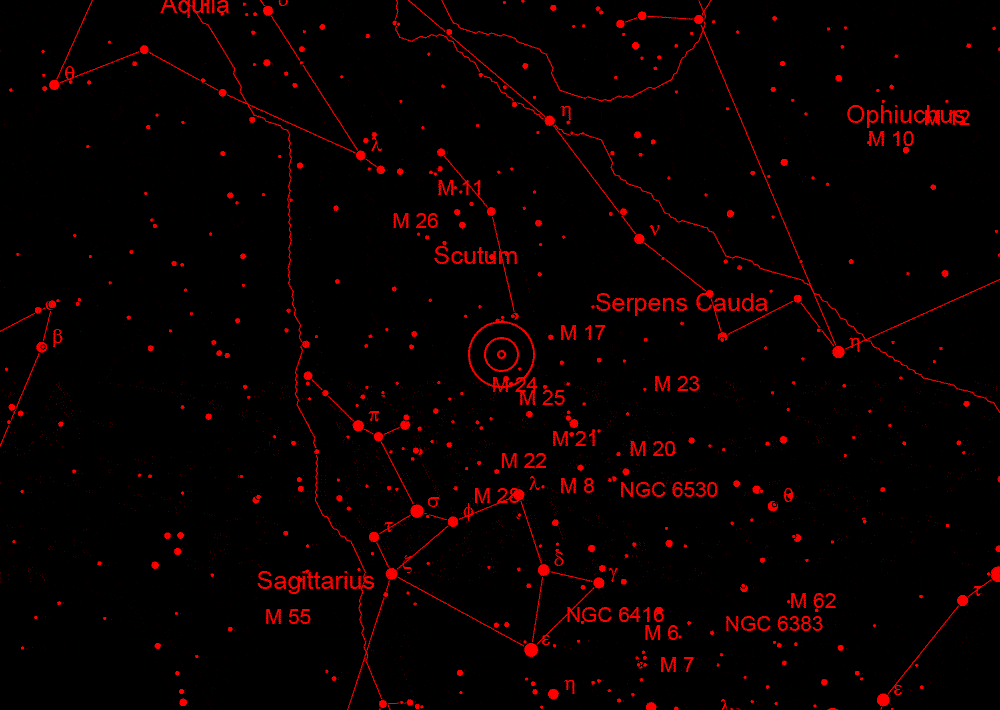 Aquila
θ
η
Ophiuchus
M 12
M 10
λ
M 11
M 26
ν
Scutum
Serpens Cauda
M 17
η
β
M 24
M 23
M 25
π
M 21
M 20
M 22
λ
M 8
NGC 6530
M 28
θ
σ
φ
τ
δ
ζ
γ
Sagittarius
τ
M 62
M 55
NGC 6416
NGC 6383
M 6
ε
M 7
η
ε
λ